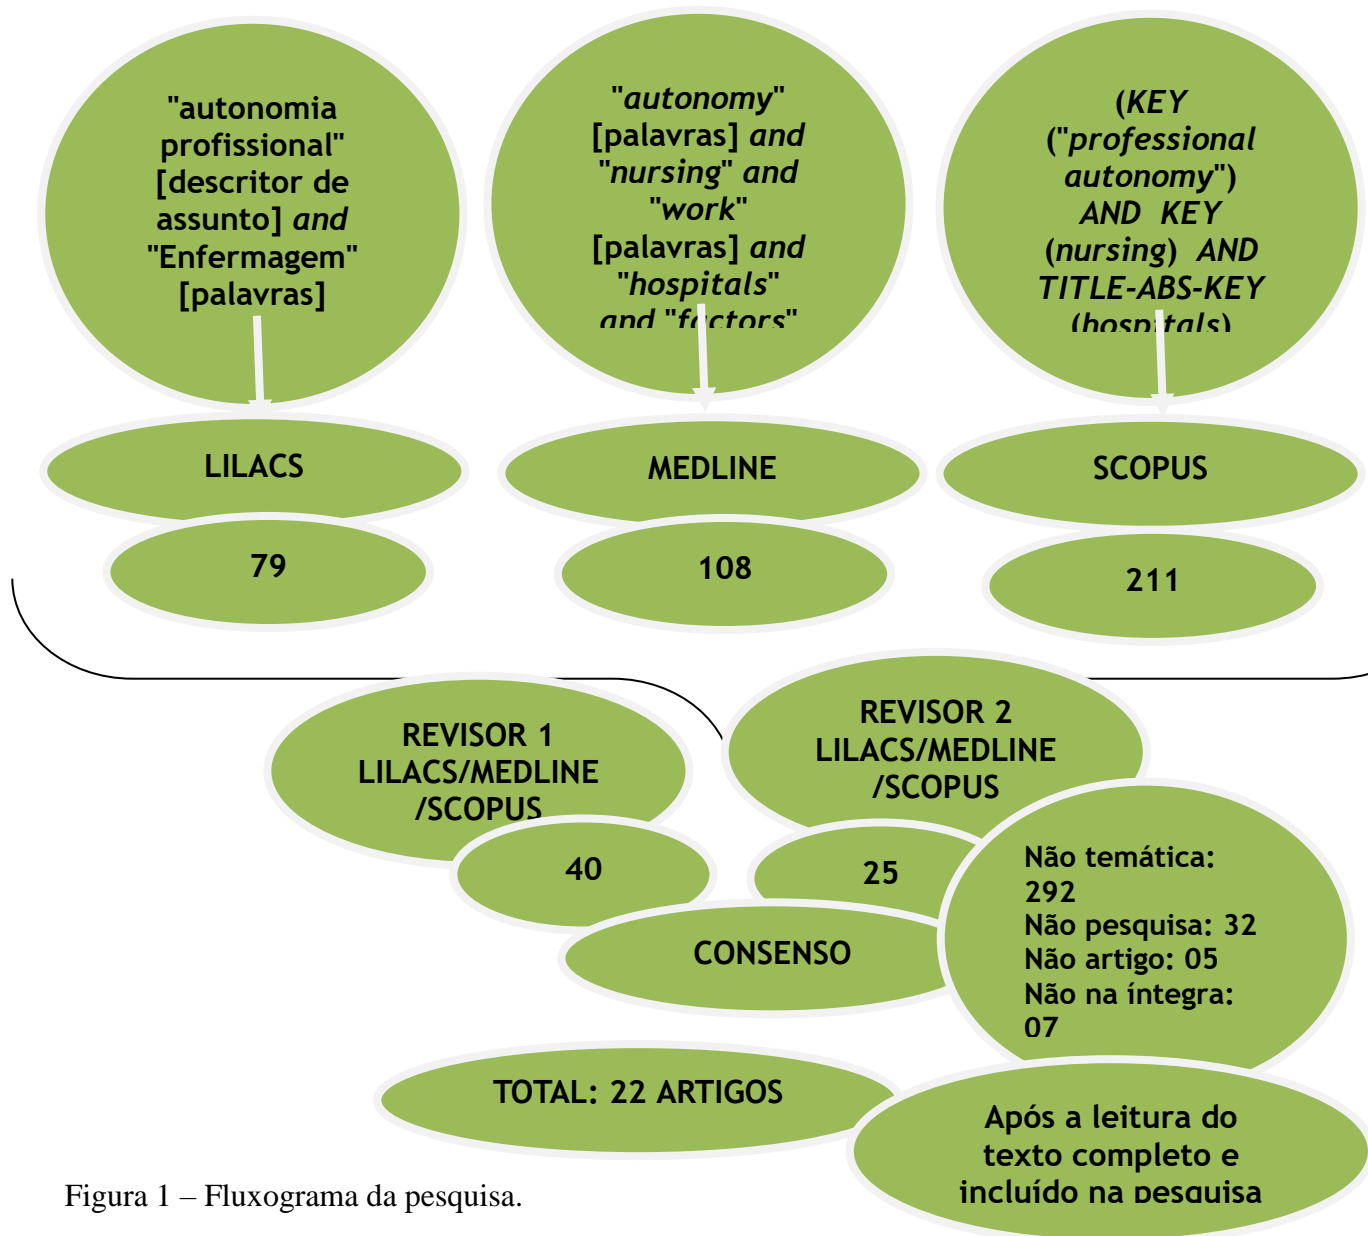 "autonomia
profissional"
[descritor de
assunto] and
"Enfermagem"
[palavras]
"autonomy"
[palavras] and
"nursing" and
"work"
[palavras] and
"hospitals"
and "factors"
(KEY
("professional
autonomy")
AND KEY
(nursing) AND
TITLE-ABS-KEY
(hospitals)
LILACS
MEDLINE
SCOPUS
79
108
211
REVISOR 1
LILACS/MEDLINE
/SCOPUS
REVISOR 2
LILACS/MEDLINE
/SCOPUS
40
25
Não temática:
292
Não pesquisa: 32
Não artigo: 05
Não na íntegra:
07
CONSENSO
TOTAL: 22 ARTIGOS
Após a leitura do
texto completo e
incluído na pesquisa
Figura 1 – Fluxograma da pesquisa.